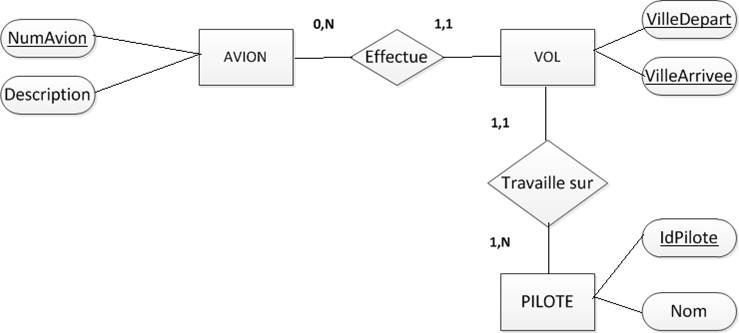 NumAvion
Description
AVION
0,N
Effectue
1,1
VOL
VilleDepart
VilleArrivee
1,1
Travaille sur
1,N
PILOTE
IdPilote
Nom